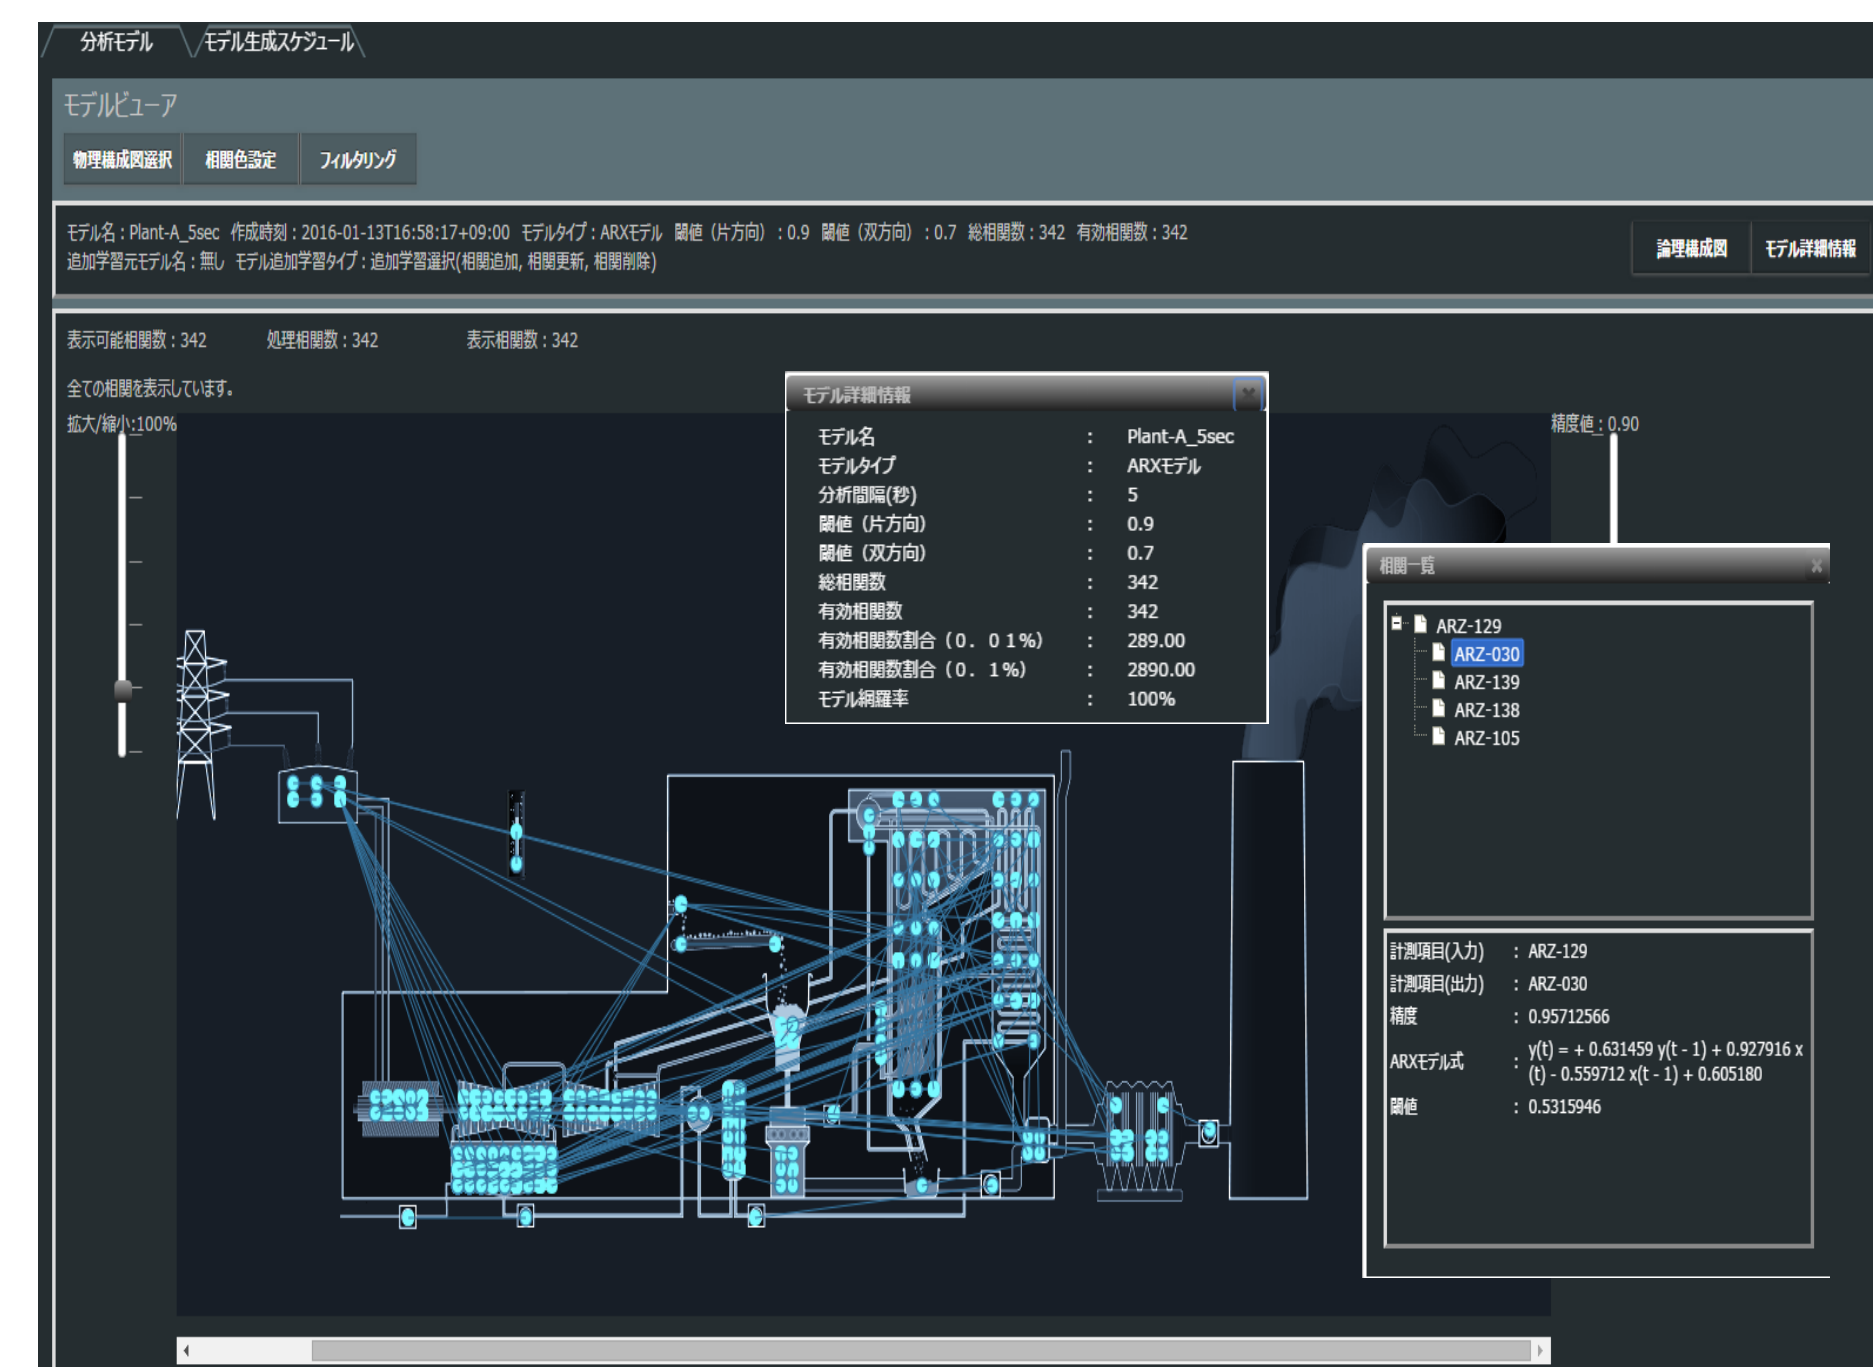 分析モデル
モデル生成スケジュール
モデルビューア
物理構成図選択
相関色設定
フィルタリング
モデル名 : Plant-A_5sec 作成時刻 : 2016-01-13T16:58:17+09:00 モデルタイプ : ARXモデル 閾値（片方向）: 0.9 閾値（双方向）: 0.7 総相関数 : 342 有効相関数 : 342
追加学習元モデル名 : 無し モデル追加学習タイプ : 追加学習選択(相関追加, 相関更新, 相関削除)
論理構成図
モデル詳細情報
表示可能相関数 : 342 処理相関数 : 342 表示相関数 : 342
全ての相関を表示しています。
拡大/縮小:100%
精度値 : 0.90
モデル詳細情報
モデル名 : Plant-A_5sec
モデルタイプ : ARXモデル
分析間隔(秒) : 5
閾値（片方向） : 0.9
閾値（双方向） : 0.7
総相関数 : 342
有効相関数 : 342
有効相関数割合（０．０１%） : 289.00
有効相関数割合（０．１%） : 2890.00
モデル網羅率 : 100%
相関一覧
ARZ-129
ARZ-030
ARZ-139
ARZ-138
ARZ-105
計測項目(入力) : ARZ-129
計測項目(出力) : ARZ-030
精度 : 0.95712566
ARXモデル式 : y(t) = + 0.631459 y(t - 1) + 0.927916 x
(t) - 0.559712 x(t - 1) + 0.605180
閾値 : 0.5315946